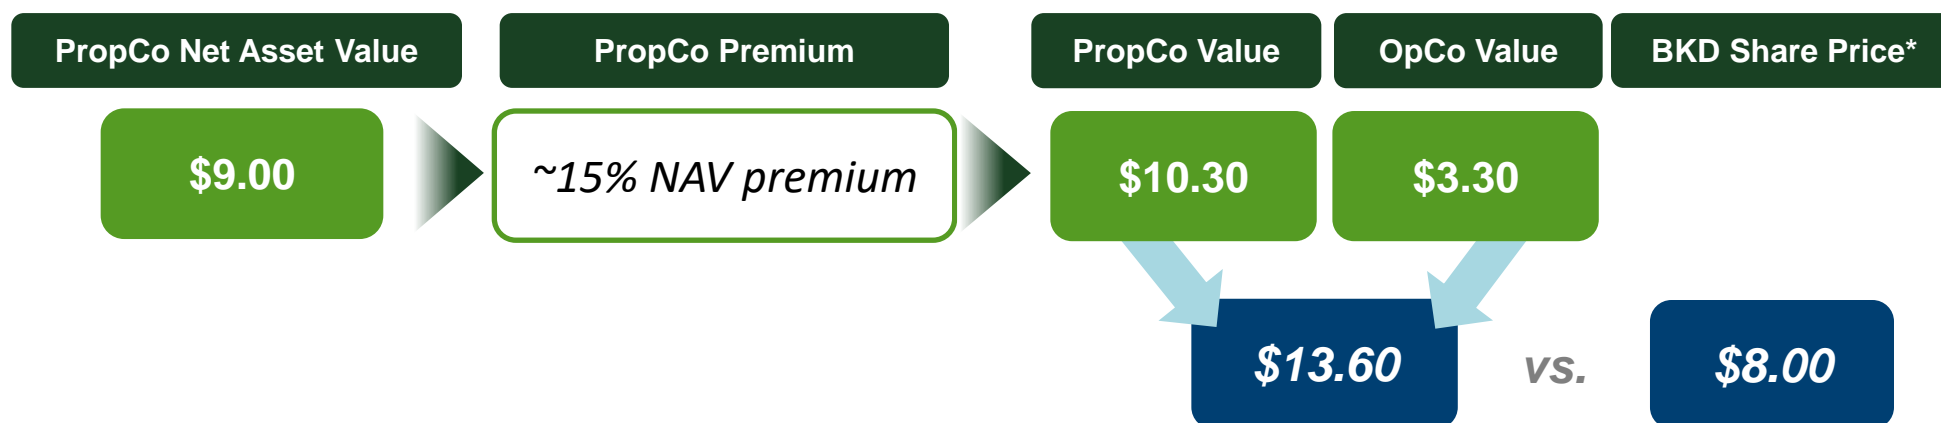 PropCo Net Asset Value
PropCo Premium
PropCo Value
OpCo Value
BKD Share Price*
$9.00
~15% NAV premium
$10.30
$3.30
$13.60
vs.
$8.00